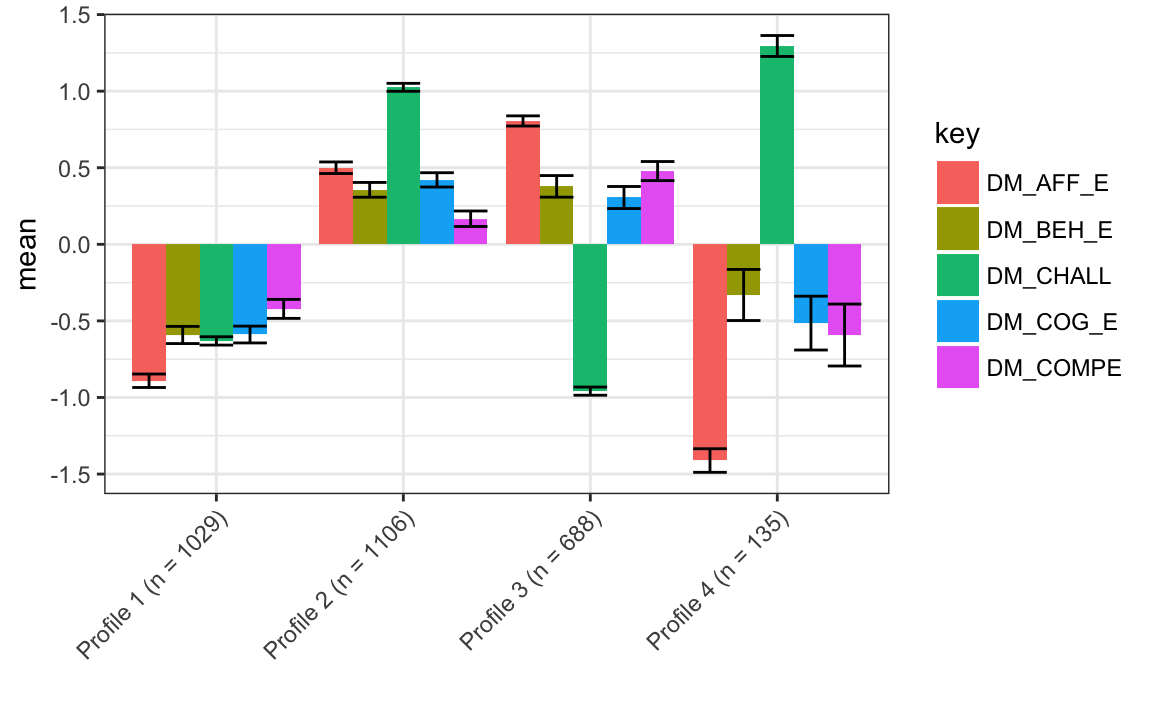 1.5
1.0
0.5
0.0
-0.5
-1.0
-1.5
mean
Profile 1 (n = 1029)
Profile 2 (n = 1106)
Profile 3 (n = 688)
Profile 4 (n = 135)
key
DM_AFF_E
DM_BEH_E
DM_CHALL
DM_COG_E
DM_COMPE